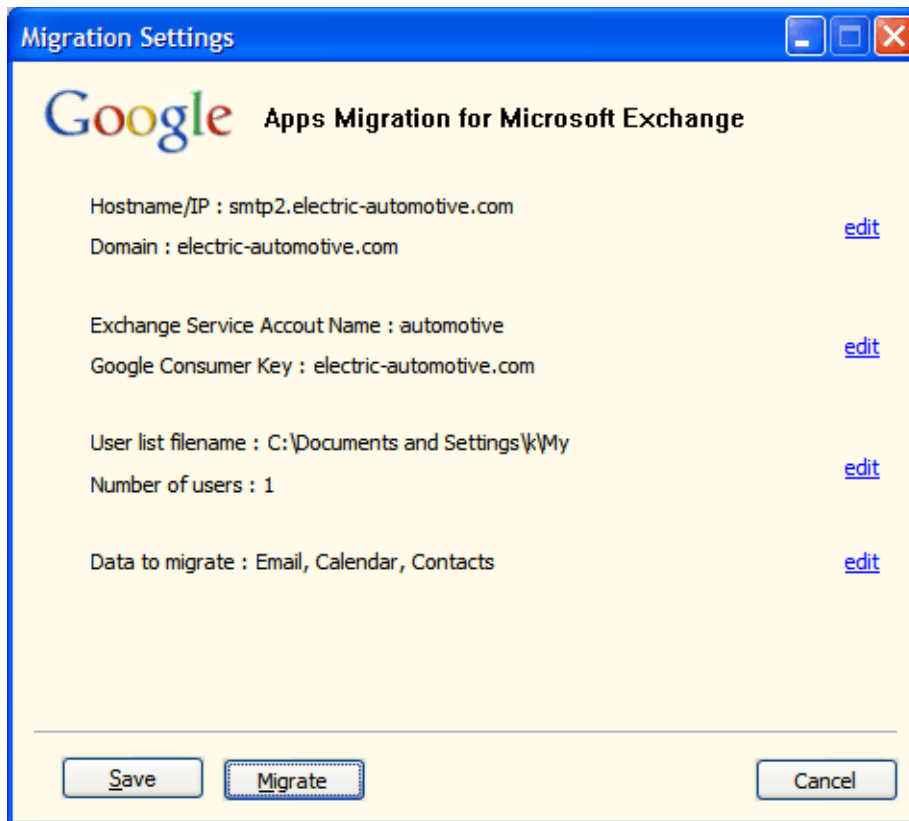 Migration Settings
Google Apps Migration for Microsoft Exchange
Hostname/IP : smtp2.electric-automotive.com
edit
Domain : electric-automotive.com
Exchange Service Accout Name : automotive
edit
Google Consumer Key : electric-automotive.com
User list filename : C:\Documents and Settings\k\My
edit
Number of users : 1
Data to migrate : Email, Calendar, Contacts edit
Save Migrate Cancel